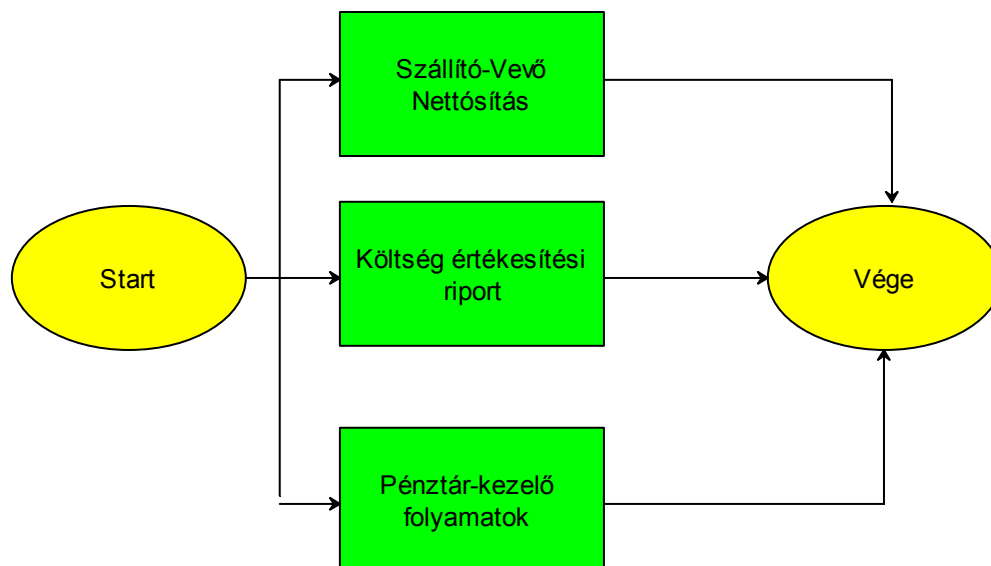 Szállító-Vevő
Nettósítás
Start
Költség értékesítési
riport
Vége
Pénztár-kezelő
folyamatok